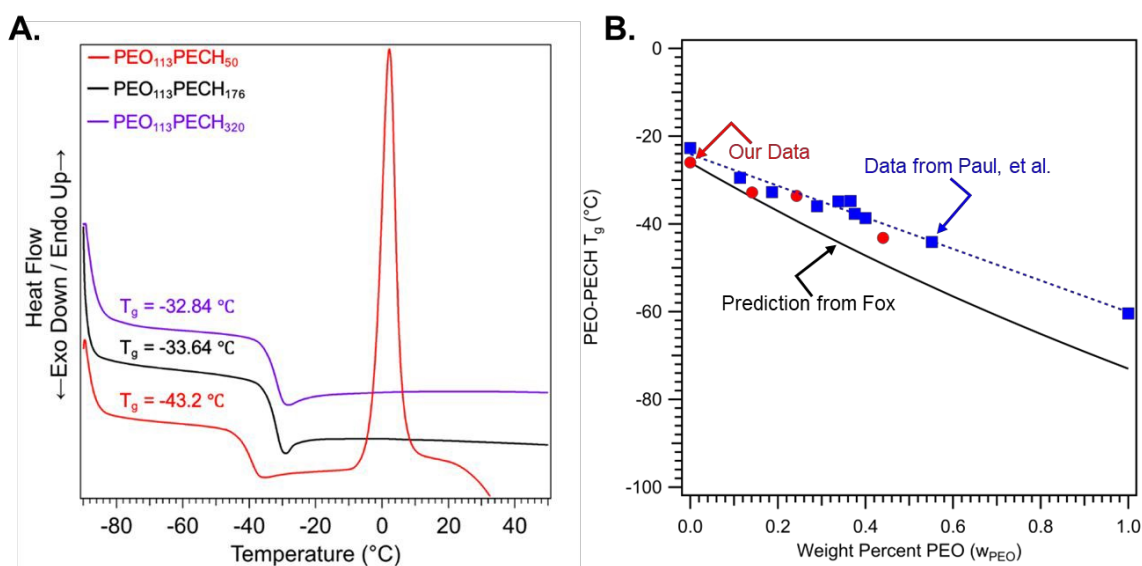 A.
PEO₁₁₃PECH₅₀
PEO₁₁₃PECH₁₇₆
PEO₁₁₃PECH₃₂₀
Heat Flow
←Exo Down / Endo Up→
Tg = -32.84 ℃
Tg = -33.64 ℃
Tg = -43.2 ℃
-80 -60 -40 -20 0 20 40
Temperature (°C)
B.
0
-20
-40
-60
-80
-100
PEO-PECH Tg (°C)
Our Data
Data from Paul, et al.
Prediction from Fox
0.0 0.2 0.4 0.6 0.8 1.0
Weight Percent PEO (wPEO)